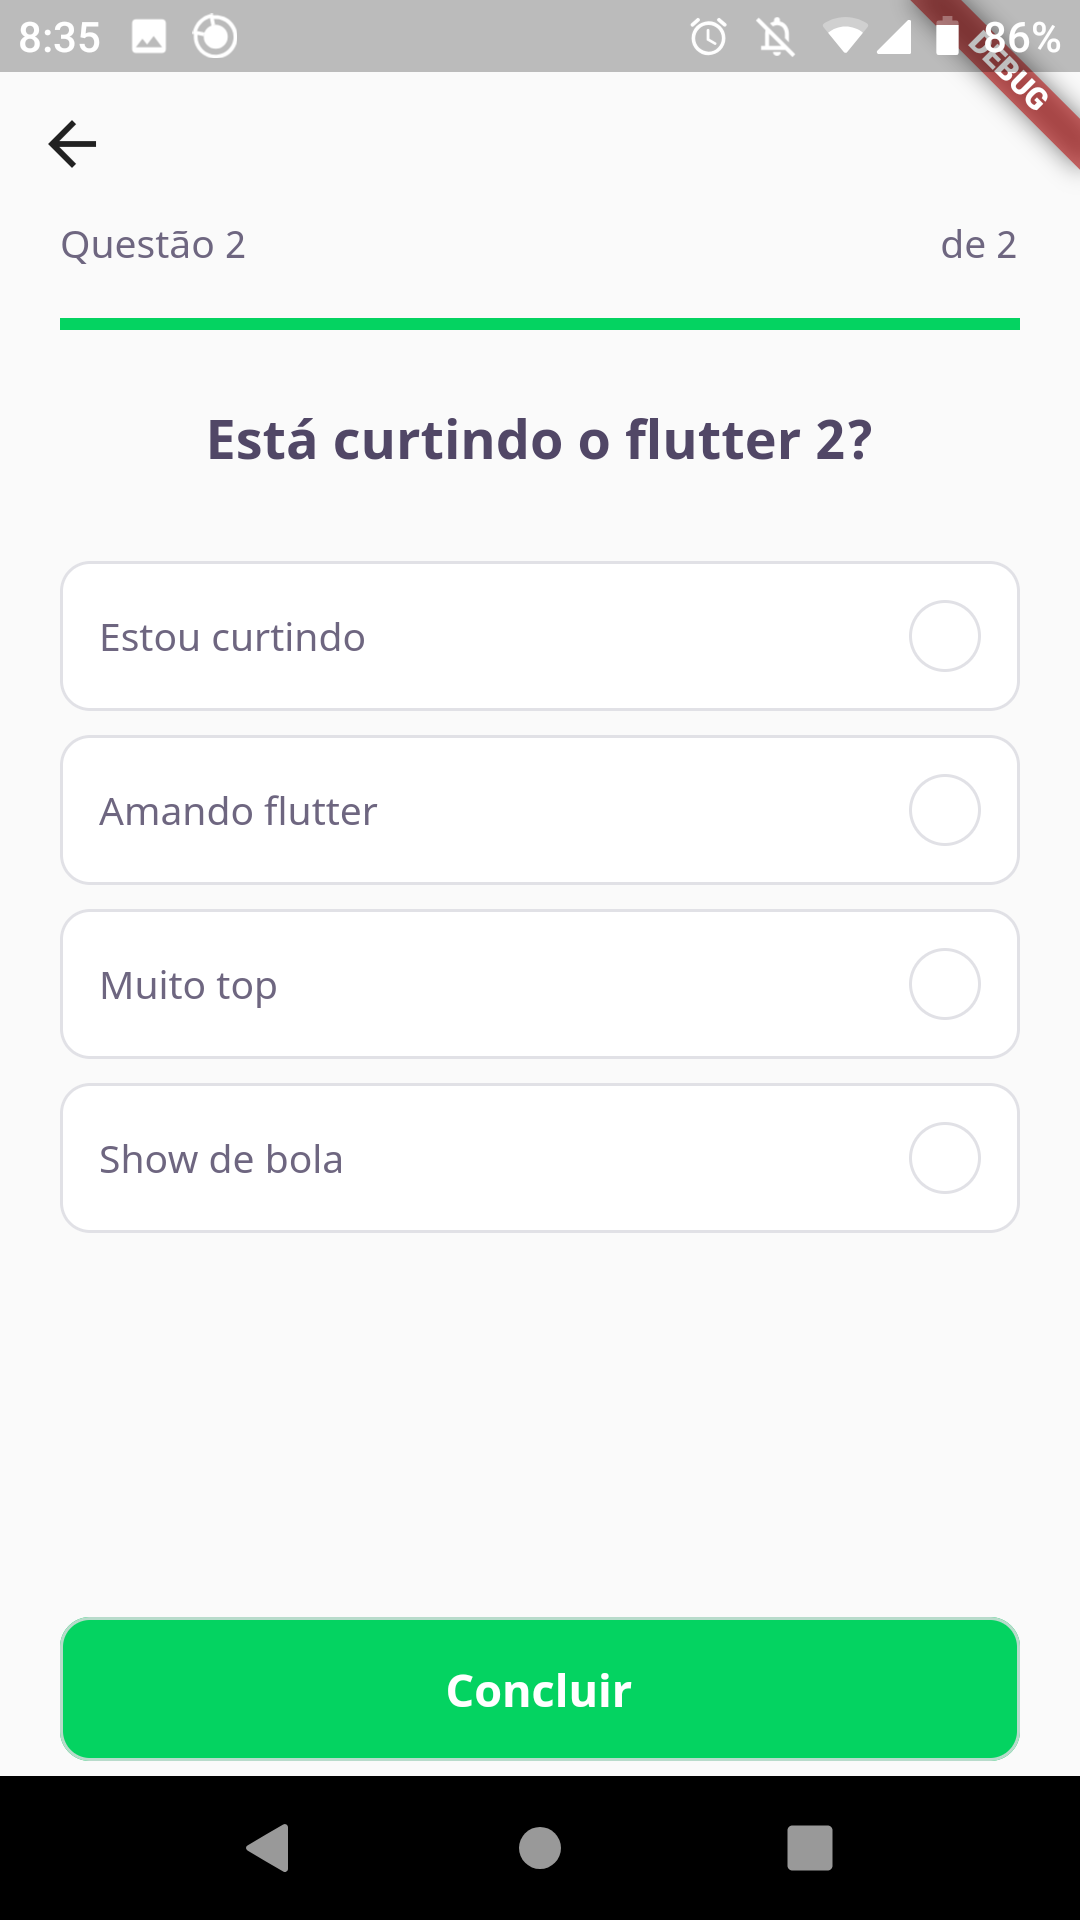 8:35 86%
DEBUG
Questão 2 de 2
Está curtindo o flutter 2?
Estou curtindo
Amando flutter
Muito top
Show de bola
Concluir